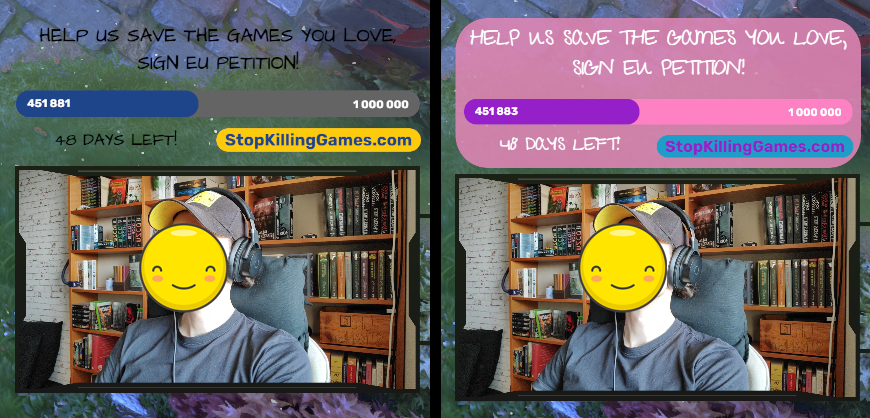 HELP US SAVE THE GAMES YOU LOVE,
SIGN EU PETITION!
451 881
1 000 000
48 DAYS LEFT!
StopKillingGames.com
HELP US SAVE THE GAMES YOU LOVE,
SIGN EU PETITION!
451 883
1 000 000
48 DAYS LEFT!
StopKillingGames.com